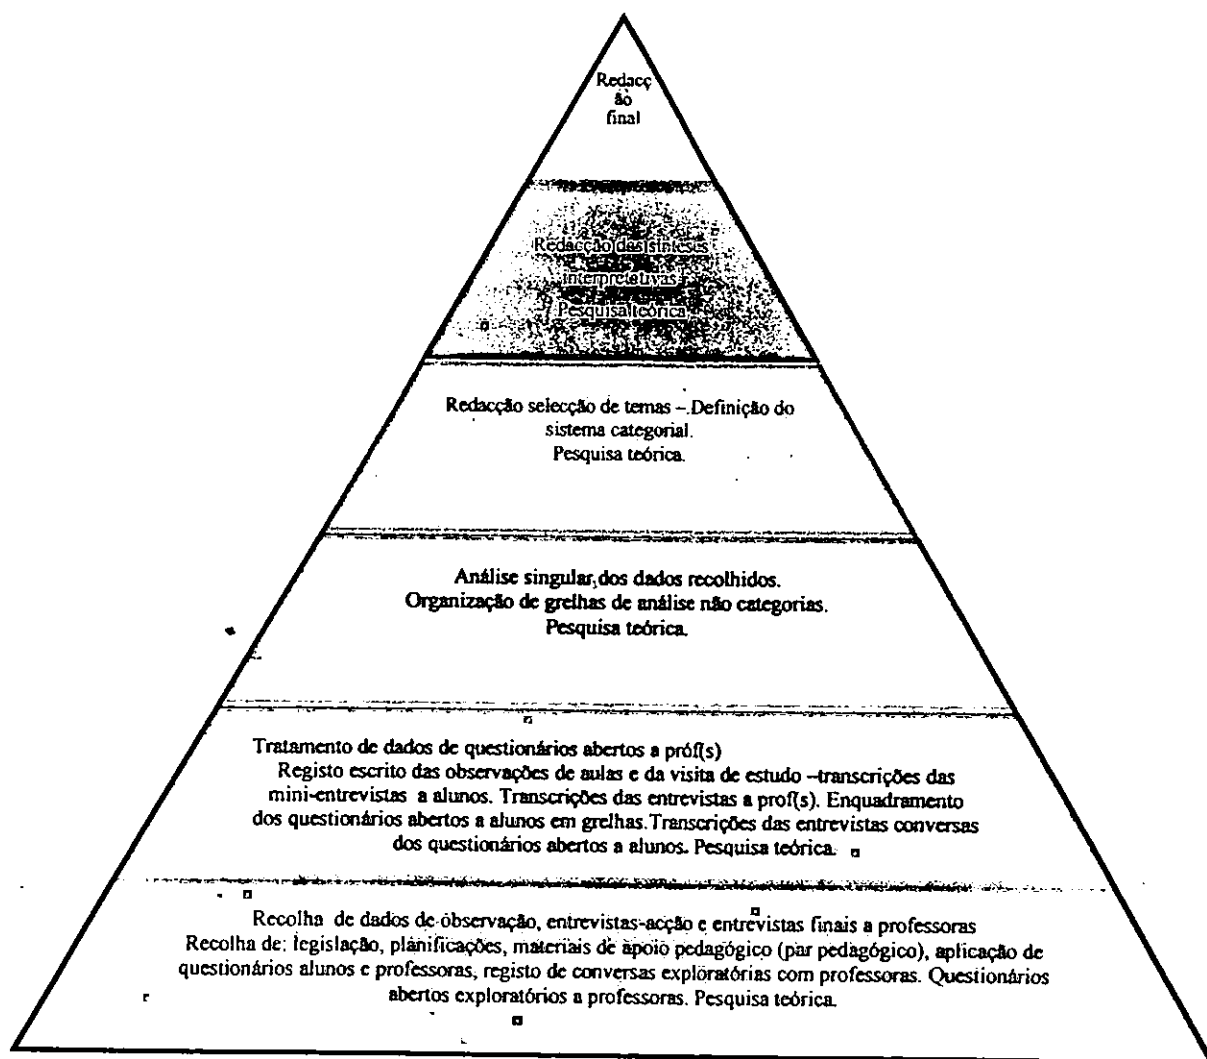 Redacç
ão
final
Redacção das sínteses
interpretativas
Pesquisa teórica
Redacção selecção de temas – Definição do
sistema categorial.
Pesquisa teórica.
Análise singular dos dados recolhidos.
Organização de grelhas de análise não categorias.
Pesquisa teórica.
Tratamento de dados de questionários abertos a próf(s)
Registo escrito das observações de aulas e da visita de estudo –transcrições das
mini-entrevistas a alunos. Transcrições das entrevistas a prof(s). Enquadramento
dos questionários abertos a alunos em grelhas.Transcrições das entrevistas conversas
dos questionários abertos a alunos. Pesquisa teórica.
Recolha de dados de observação, entrevistas-acção e entrevistas finais a professoras
Recolha de: legislação, planificações, materiais de apoio pedagógico (par pedagógico), aplicação de
questionários alunos e professoras, registo de conversas exploratórias com professoras. Questionários
abertos exploratórios a professoras. Pesquisa teórica.